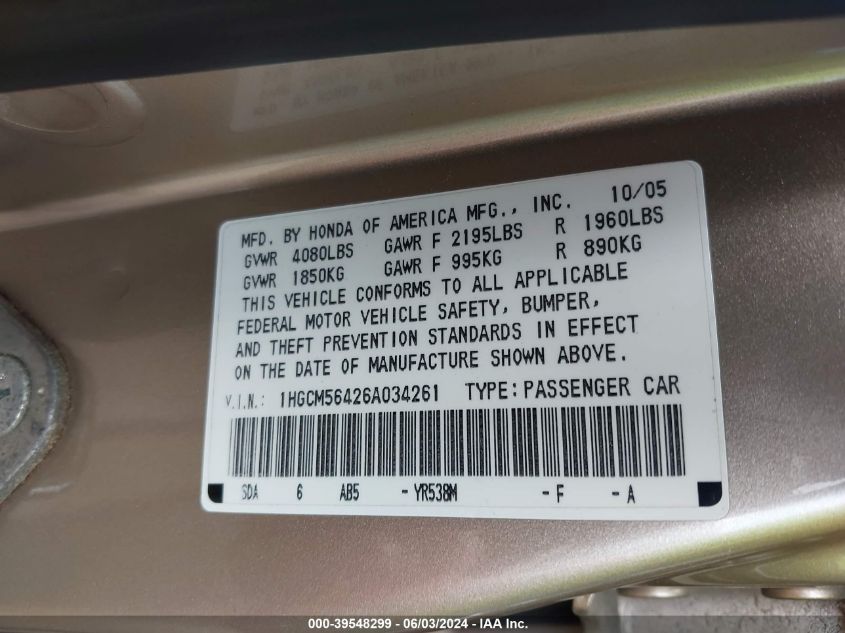 MFD. BY HONDA OF AMERICA MFG., INC. 10/05
GVWR 4080LBS GAWR F 2195LBS R 1960LBS
GVWR 1850KG GAWR F 995KG R 890KG
THIS VEHICLE CONFORMS TO ALL APPLICABLE
FEDERAL MOTOR VEHICLE SAFETY, BUMPER,
AND THEFT PREVENTION STANDARDS IN EFFECT
ON THE DATE OF MANUFACTURE SHOWN ABOVE.
V.I.N.: 1HGCM56426A034261 TYPE:PASSENGER CAR
SDA 6 AB5 -YR538M -F -A
000-39548299 - 06/03/2024 - IAA Inc.